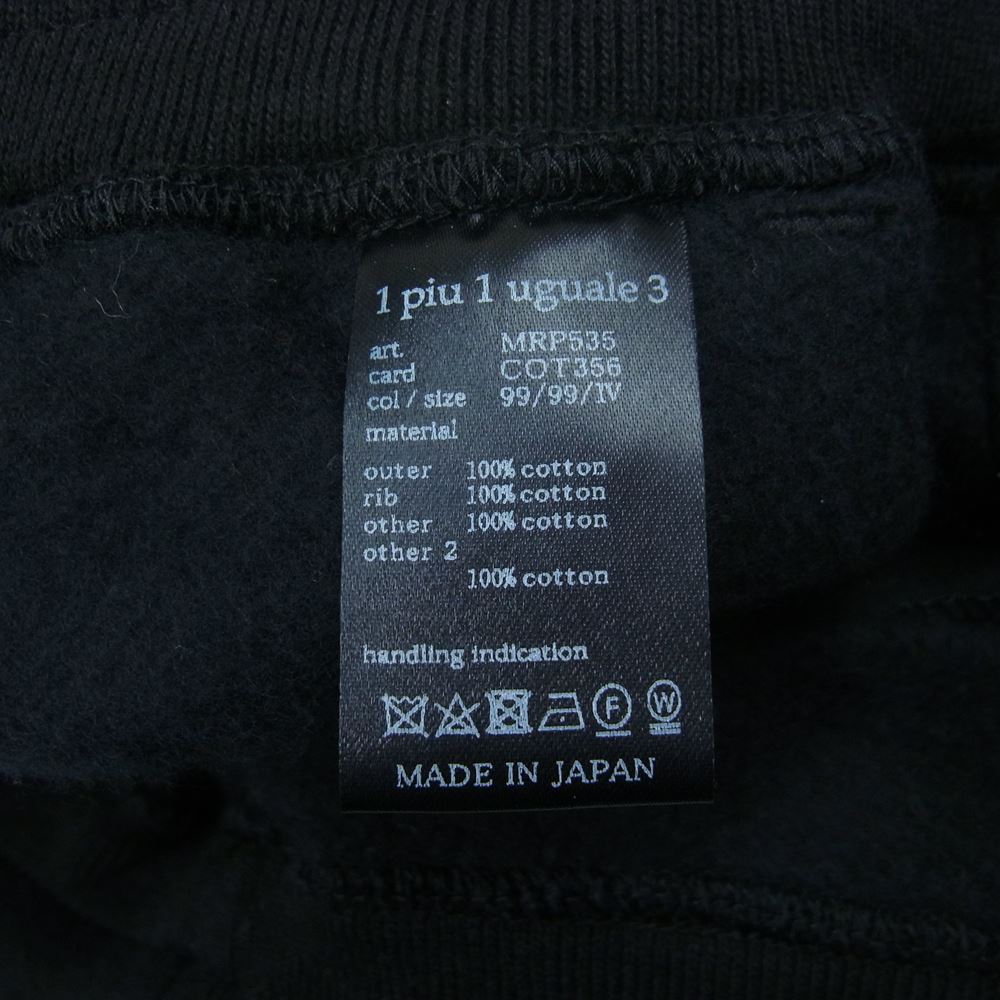 1 piu 1 uguale 3
art. MRP535
card COT356
col / size 99/99/IV
material
outer 100% cotton
rib 100% cotton
other 100% cotton
other 2
100% cotton
handling indication
F W
MADE IN JAPAN